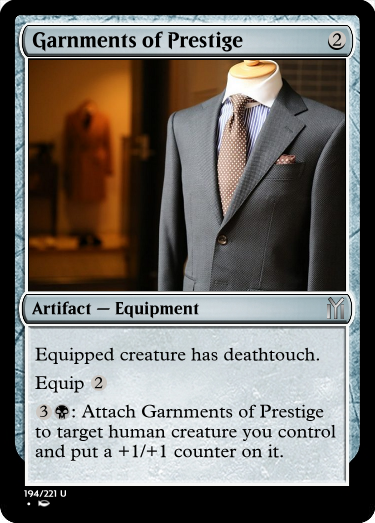 Garnments of Prestige 2
Artifact — Equipment
Equipped creature has deathtouch.
Equip 2
3 : Attach Garnments of Prestige
to target human creature you control
and put a +1/+1 counter on it.
194/221 U